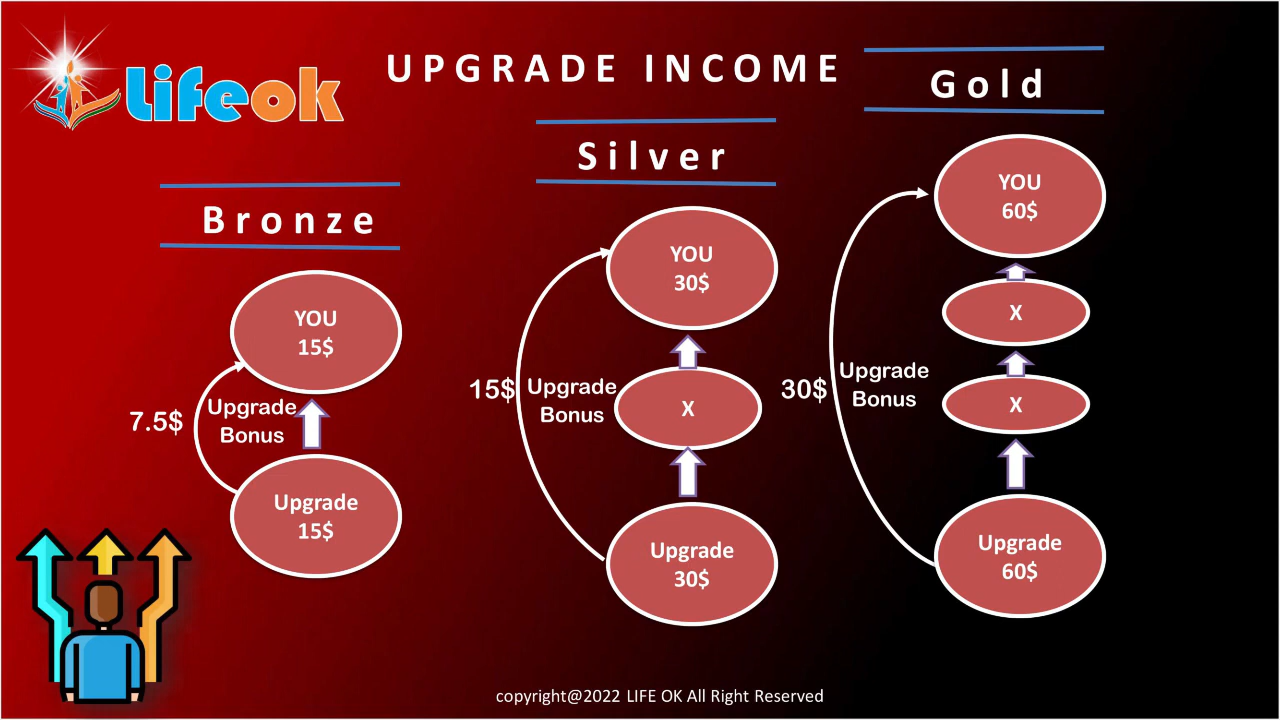 Lifeok
UPGRADE INCOME
Bronze
YOU
15$
7.5$
Upgrade
Bonus
Upgrade
15$
Silver
YOU
30$
15$
Upgrade
Bonus
X
Upgrade
30$
Gold
YOU
60$
X
30$
Upgrade
Bonus
X
Upgrade
60$
copyright@2022 LIFE OK All Right Reserved